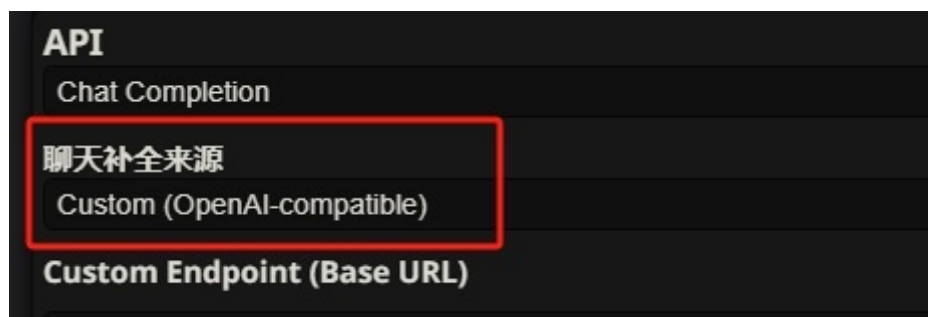 API
Chat Completion
聊天补全来源
Custom (OpenAI-compatible)
Custom Endpoint (Base URL)